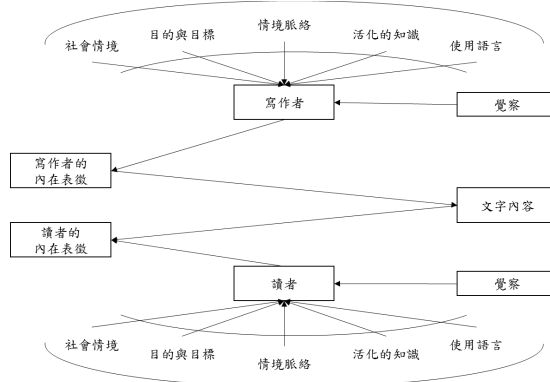 情境脈絡
目的與目標
活化的知識
社會情境
使用語言
寫作者
覺察
寫作者的
內在表徵
文字內容
讀者的
內在表徵
讀者
覺察
社會情境
使用語言
目的與目標
活化的知識
情境脈絡